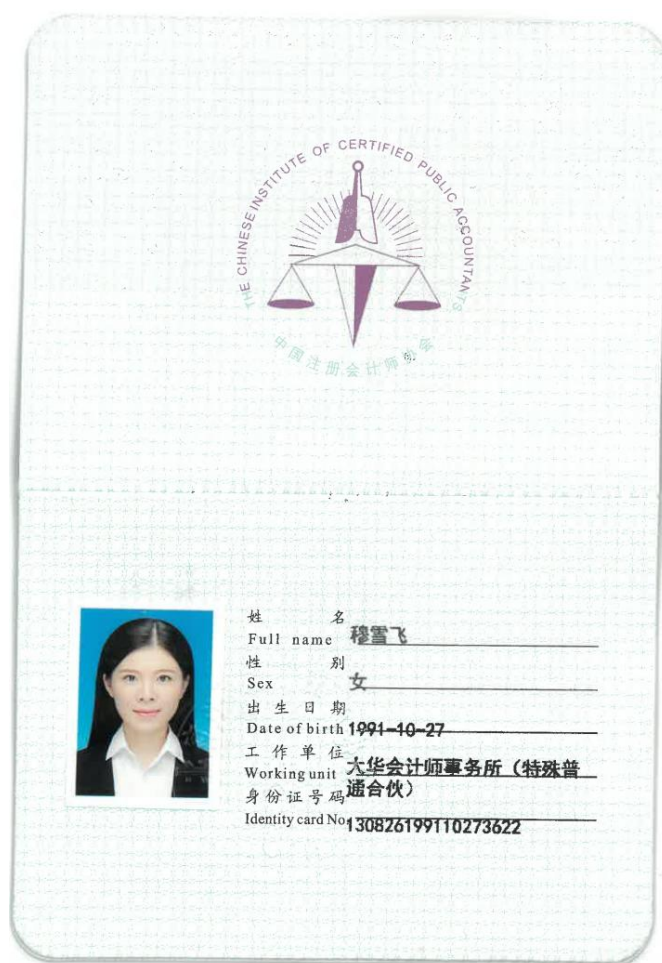 THE CHINESE INSTITUTE OF CERTIFIED PUBLIC ACCOUNTANTS
中国注册会计师协会
姓 名
Full name 穆雪飞
性 别
Sex 女
出生日期
Date of birth 1991-10-27
工作单位
Working unit 大华会计师事务所（特殊普
通合伙）
身份证号码
Identity card No. 130826199110273622